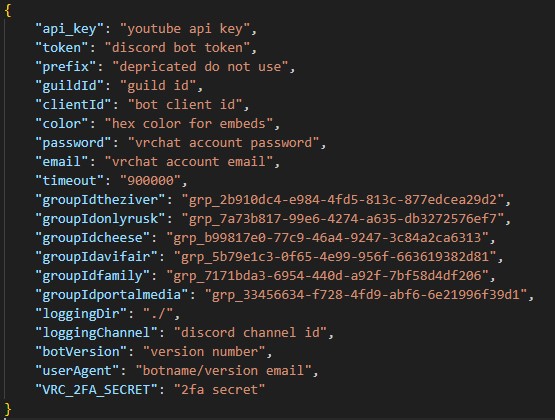 {
"api_key": "youtube api key",
"token": "discord bot token",
"prefix": "depricated do not use",
"guildId": "guild id",
"clientId": "bot client id",
"color": "hex color for embeds",
"password": "vrchat account password",
"email": "vrchat account email",
"timeout": "900000",
"groupIdtheziver": "grp_2b910dc4-e984-4fd5-813c-877edcea29d2",
"groupIdonlyrusk": "grp_7a73b817-99e6-4274-a635-db3272576ef7",
"groupIdcheese": "grp_b99817e0-77c9-46a4-9247-3c84a2ca6313",
"groupIdavifair": "grp_5b79e1c3-0f65-4e99-956f-663619382d81",
"groupIdfamily": "grp_7171bda3-6954-440d-a92f-7bf58d4df206",
"groupIdportalmedia": "grp_33456634-f728-4fd9-abf6-6e21996f39d1",
"loggingDir": "./",
"loggingChannel": "discord channel id",
"botVersion": "version number",
"userAgent": "botname/version email",
"VRC_2FA_SECRET": "2fa secret"
}